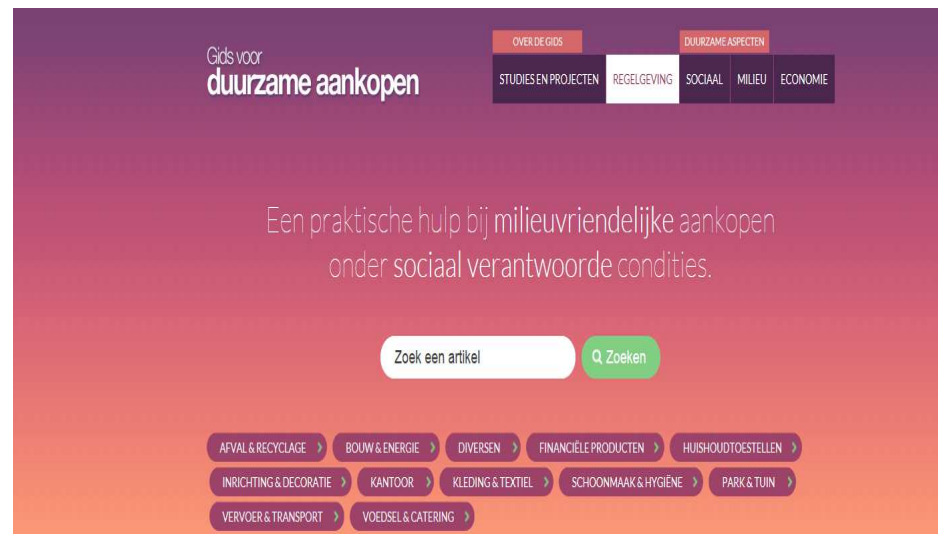 Gids voor
duurzame aankopen
OVER DE GIDS
DUURZAME ASPECTEN
STUDIES EN PROJECTEN
REGELGEVING
SOCIAAL
MILIEU
ECONOMIE
Een praktische hulp bij milieuvriendelijke aankopen
onder sociaal verantwoorde condities.
Zoek een artikel
Zoeken
AFVAL & RECYCLAGE
BOUW & ENERGIE
DIVERSEN
FINANCIËLE PRODUCTEN
HUISHOUDTOESTELLEN
INRICHTING & DECORATIE
KANTOOR
KLEDING & TEXTIEL
SCHOONMAAK & HYGIËNE
PARK & TUIN
VERVOER & TRANSPORT
VOEDSEL & CATERING